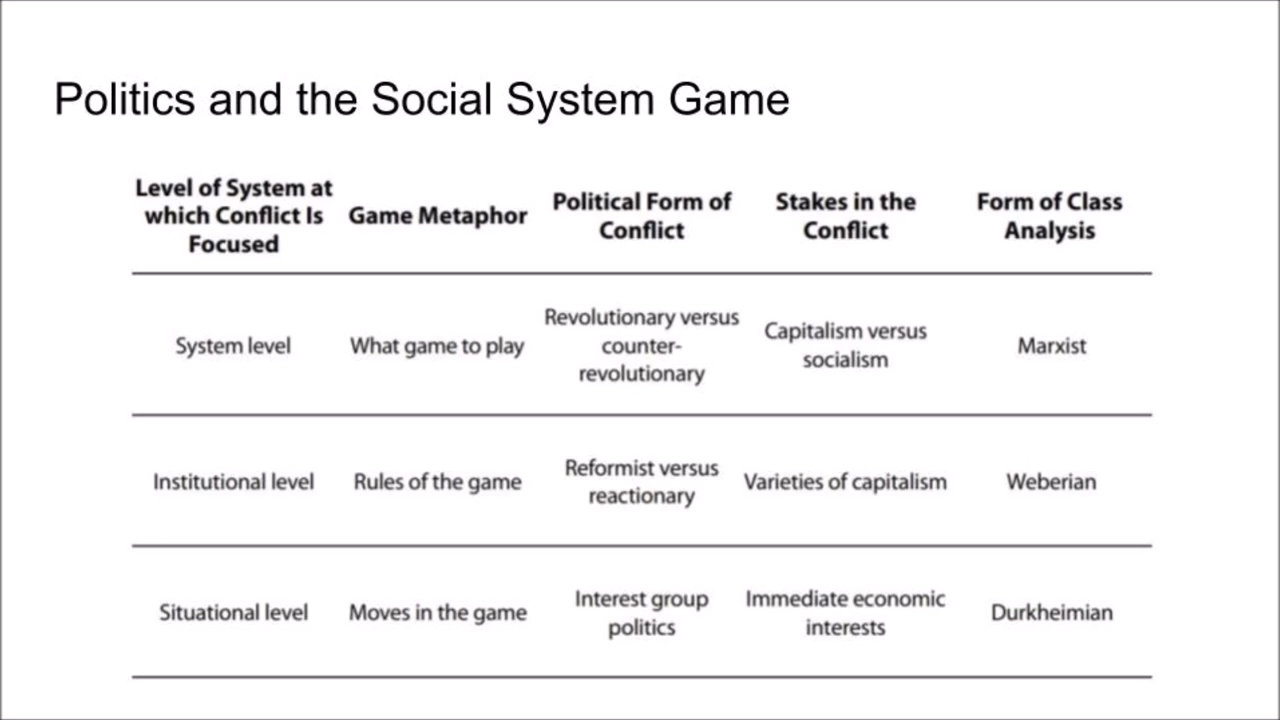 Politics and the Social System Game
Level of System at
which Conflict Is
Focused
Game Metaphor
Political Form of
Conflict
Stakes in the
Conflict
Form of Class
Analysis
System level
What game to play
Revolutionary versus
counter-
revolutionary
Capitalism versus
socialism
Marxist
Institutional level
Rules of the game
Reformist versus
reactionary
Varieties of capitalism
Weberian
Situational level
Moves in the game
Interest group
politics
Immediate economic
interests
Durkheimian